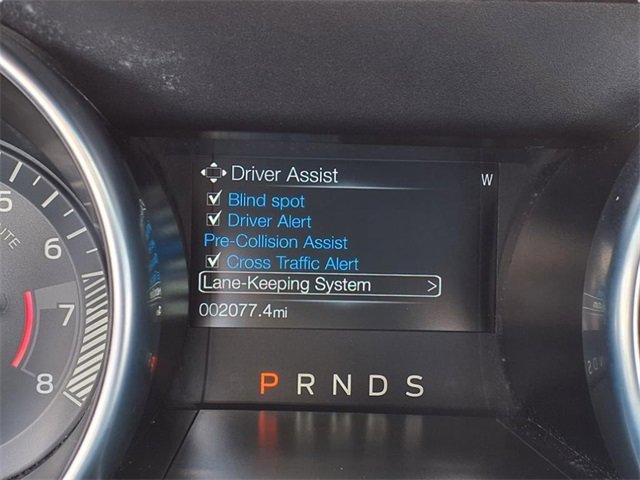 Driver Assist
W
Blind spot
Driver Alert
Pre-Collision Assist
Cross Traffic Alert
Lane-Keeping System >
002077.4mi
P R N D S
5
6
7
8